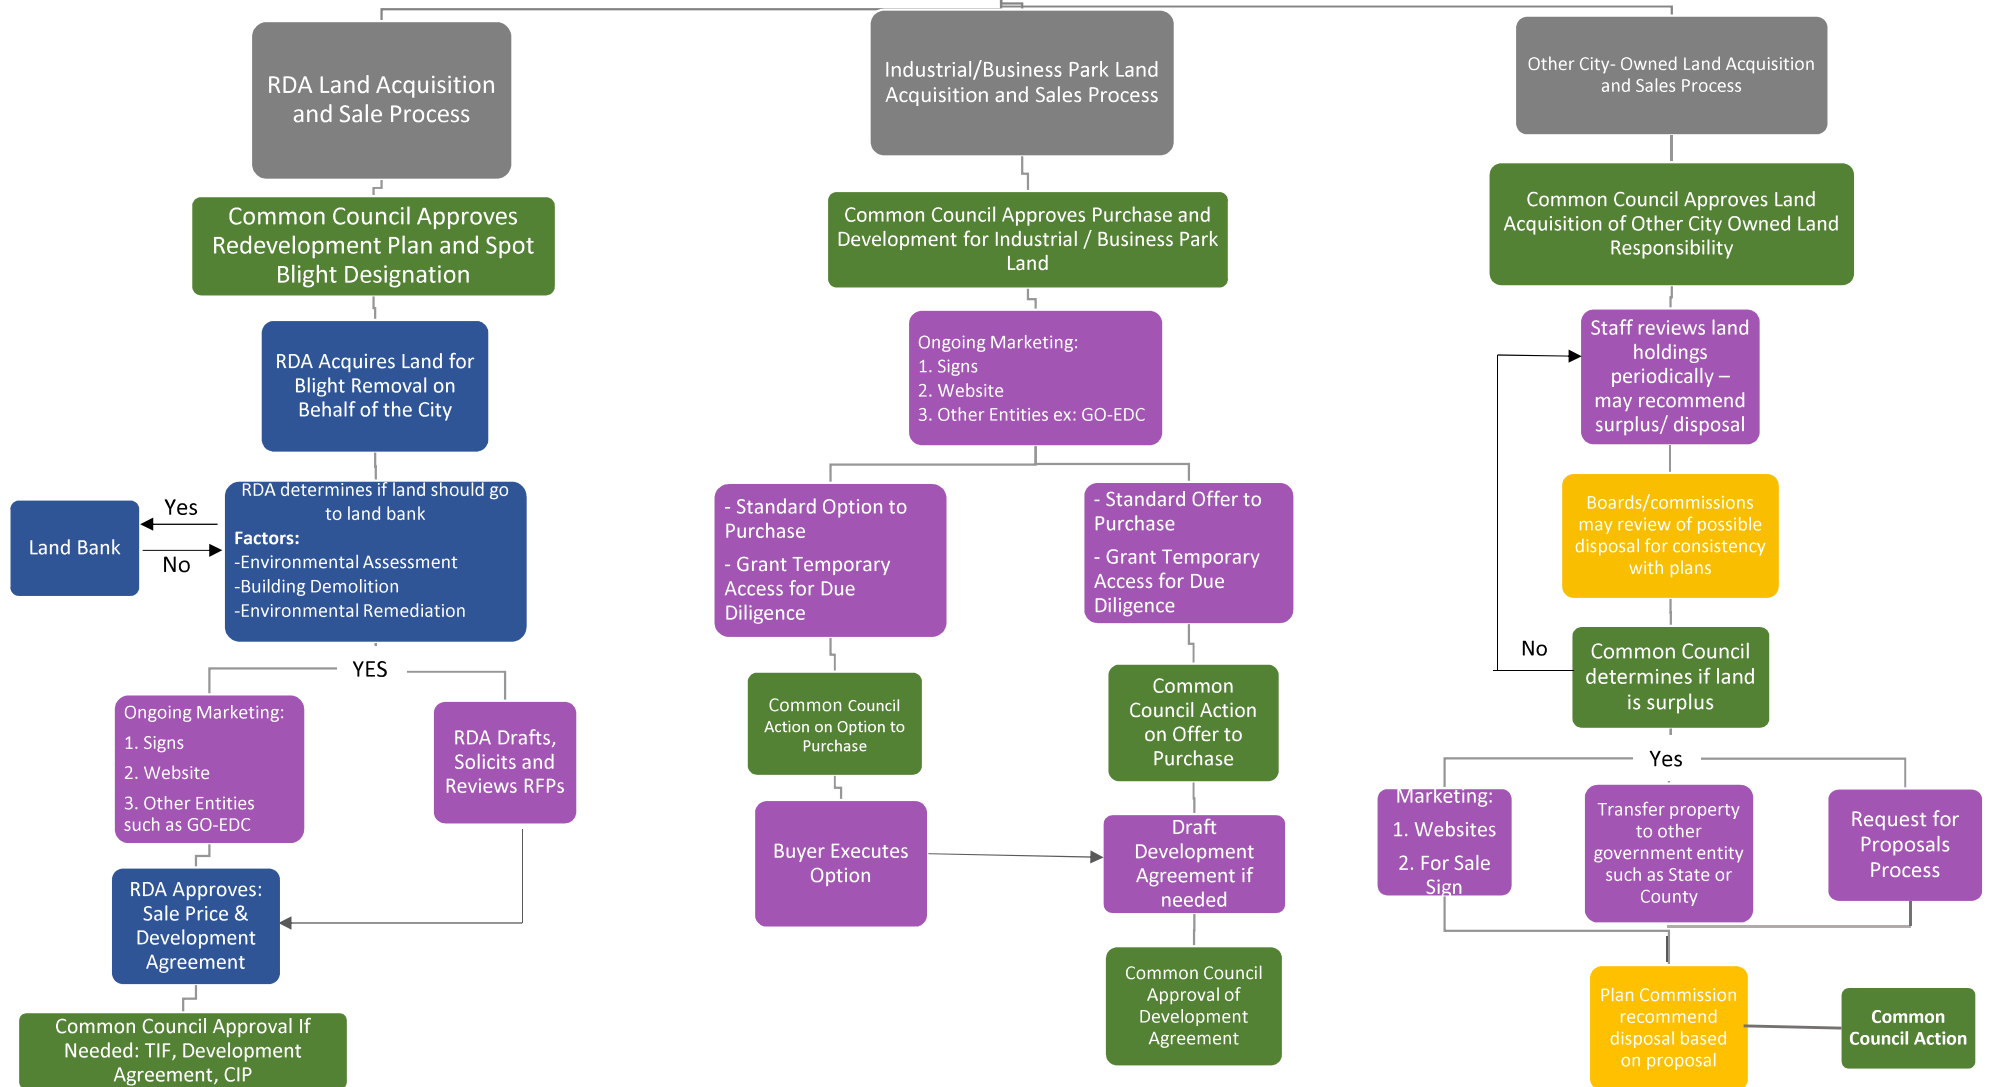 RDA Land Acquisition
and Sale Process
Common Council Approves
Redevelopment Plan and Spot
Blight Designation
RDA Acquires Land for
Blight Removal on
Behalf of the City
RDA determines if land should go
to land bank
Factors:
-Environmental Assessment
-Building Demolition
-Environmental Remediation
Yes
No
Land Bank
YES
Ongoing Marketing:
1. Signs
2. Website
3. Other Entities
such as GO-EDC
RDA Drafts,
Solicits and
Reviews RFPs
RDA Approves:
Sale Price &
Development
Agreement
Common Council Approval If
Needed: TIF, Development
Agreement, CIP
Industrial/Business Park Land
Acquisition and Sales Process
Common Council Approves Purchase and
Development for Industrial / Business Park
Land
Ongoing Marketing:
1. Signs
2. Website
3. Other Entities ex: GO-EDC
- Standard Option to
Purchase
- Grant Temporary
Access for Due
Diligence
Common Council
Action on Option to
Purchase
Buyer Executes
Option
- Standard Offer to
Purchase
- Grant Temporary
Access for Due
Diligence
Common
Council Action
on Offer to
Purchase
Draft
Development
Agreement if
needed
Common Council
Approval of
Development
Agreement
Other City- Owned Land Acquisition
and Sales Process
Common Council Approves Land
Acquisition of Other City Owned Land
Responsibility
Staff reviews land
holdings
periodically –
may recommend
surplus/ disposal
Boards/commissions
may review of possible
disposal for consistency
with plans
Common Council
determines if land
is surplus
No
Yes
Marketing:
1. Websites
2. For Sale
Sign
Transfer property
to other
government entity
such as State or
County
Request for
Proposals
Process
Plan Commission
recommend
disposal based
on proposal
Common
Council Action